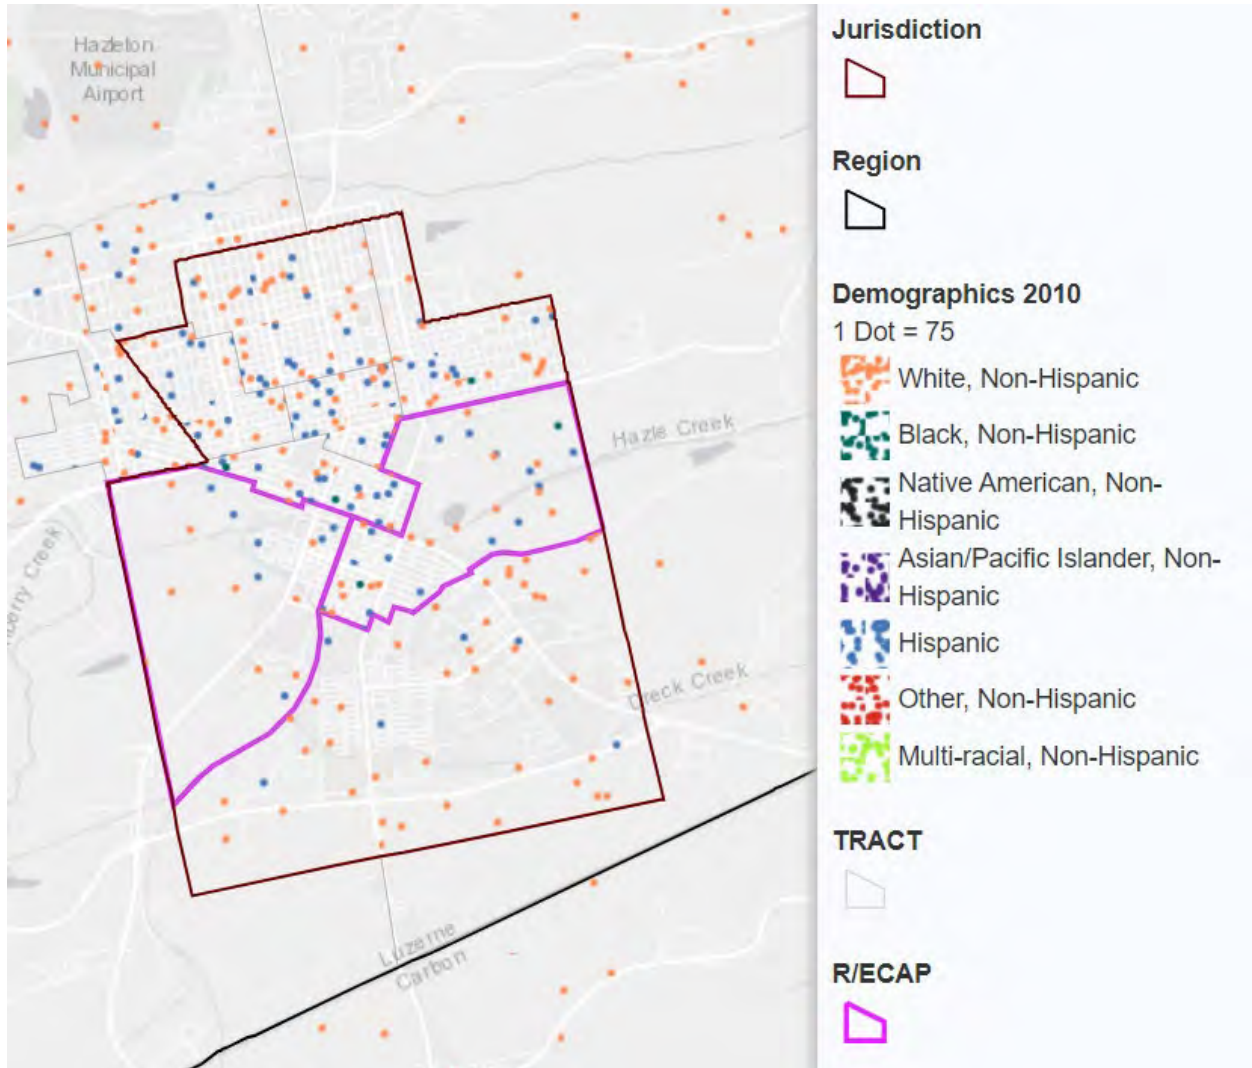 Hazleton
Municipal
Airport
Hazle Creek
Creek
Creck Creek
Luzerne
Carbon
Jurisdiction
Region
Demographics 2010
1 Dot = 75
White, Non-Hispanic
Black, Non-Hispanic
Native American, Non-
Hispanic
Asian/Pacific Islander, Non-
Hispanic
Hispanic
Other, Non-Hispanic
Multi-racial, Non-Hispanic
TRACT
R/ECAP